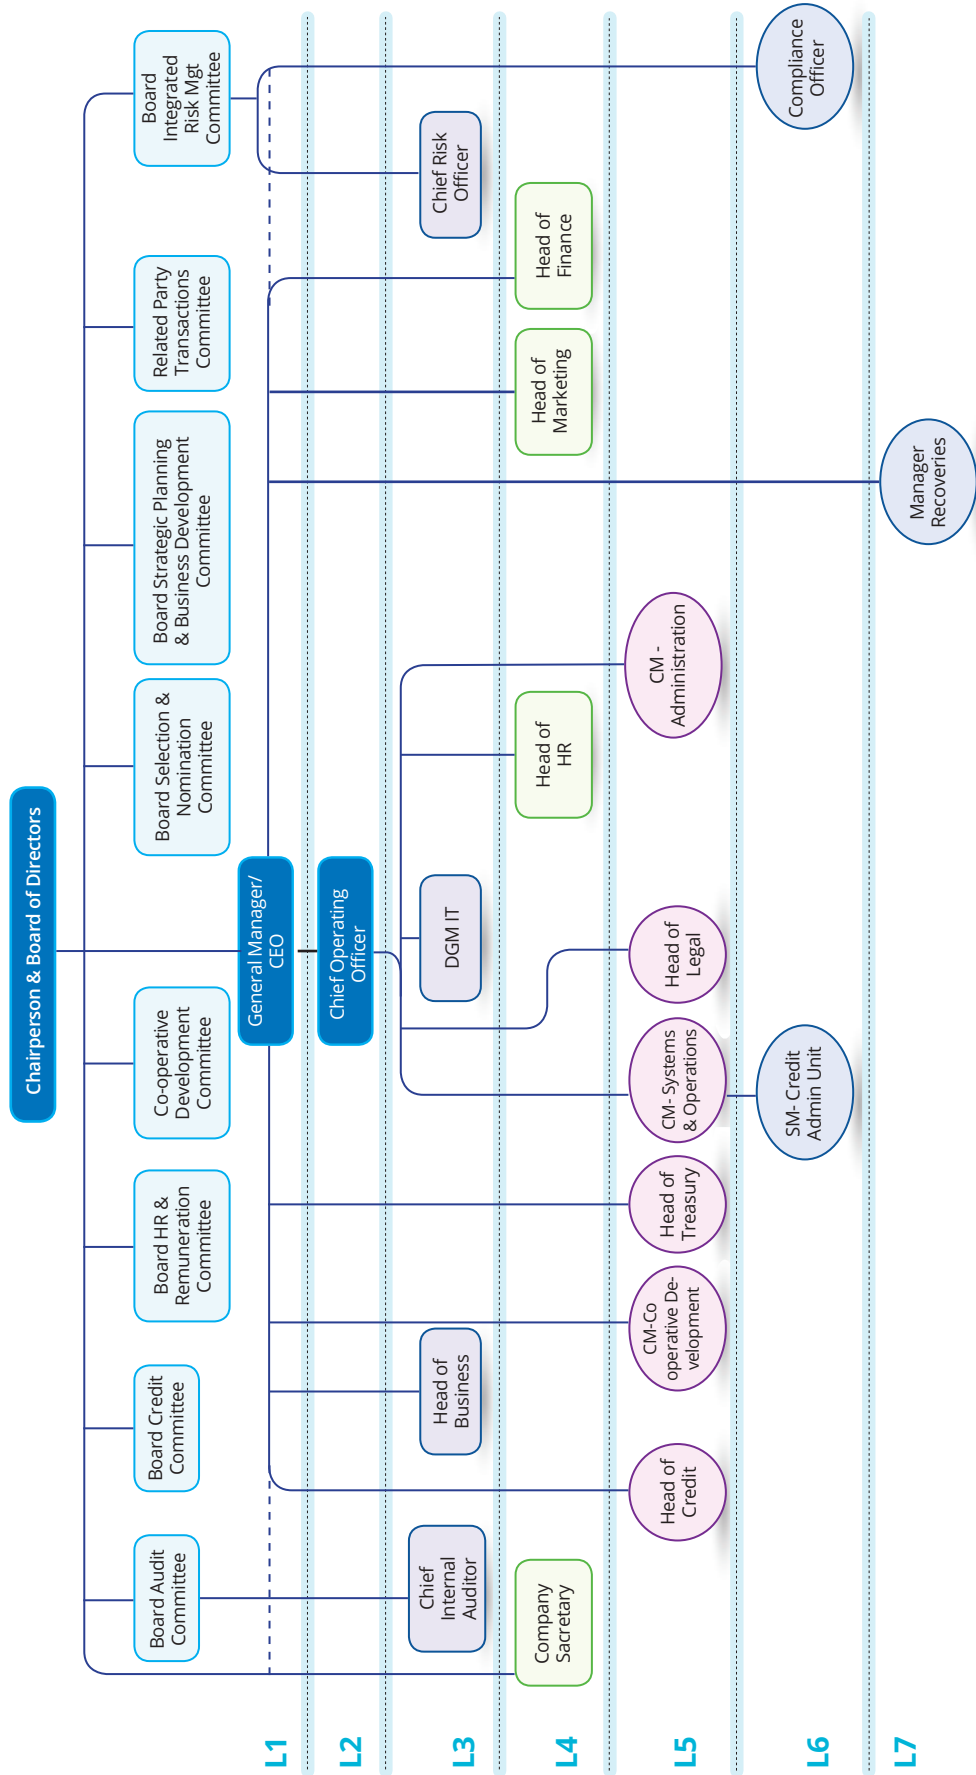 Chairperson & Board of Directors
Board Audit
Committee
Board Credit
Committee
Board HR &
Remuneration
Committee
Co-operative
Development
Committee
Board Selection &
Nomination
Committee
Board Strategic Planning
& Business Development
Committee
Related Party
Transactions
Committee
Board
Integrated
Risk Mgt
Committee
L1
General Manager/
CEO
L2
Chief Operating
Officer
L3
Chief
Internal
Auditor
Head of
Business
DGM IT
Chief Risk
Officer
L4
Company
Sacretary
Head of
HR
Head of
Marketing
Head of
Finance
L5
Head of
Credit
CM-Co
operative De-
velopment
Head of
Treasury
CM- Systems
& Operations
Head of
Legal
CM -
Administration
L6
SM- Credit
Admin Unit
Compliance
Officer
L7
Manager
Recoveries